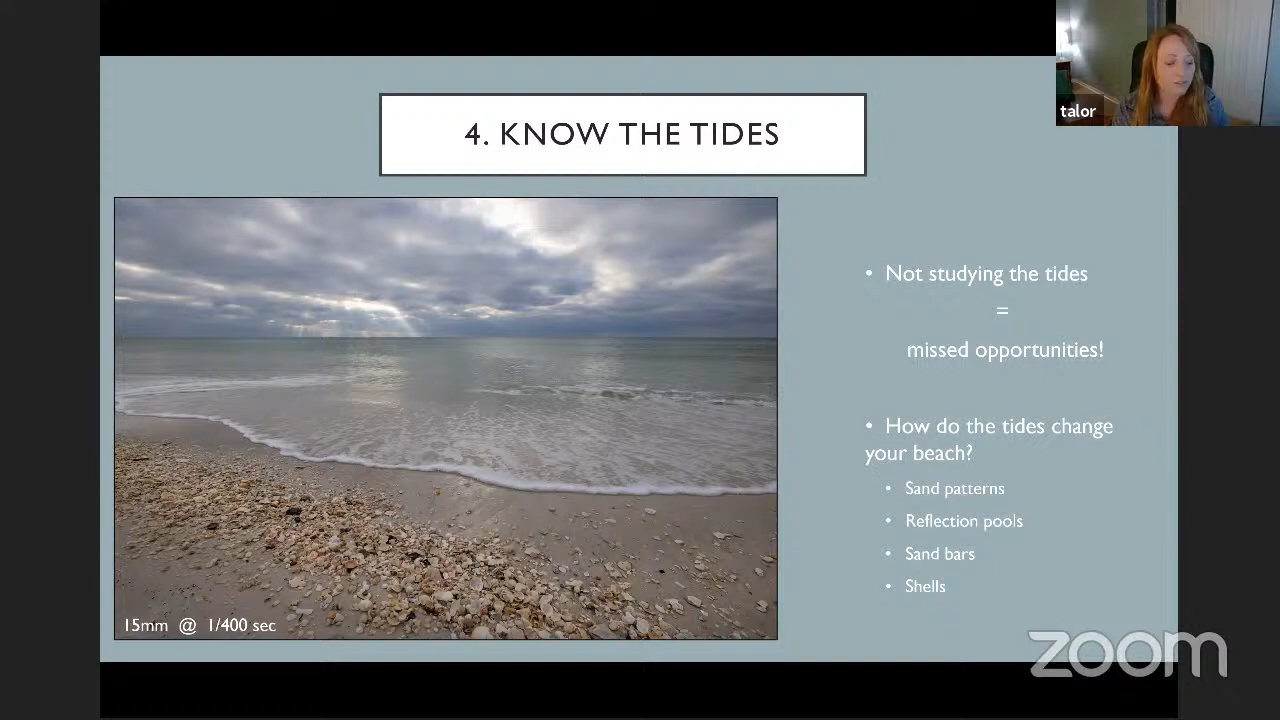 talor
4. KNOW THE TIDES
• Not studying the tides
=
missed opportunities!
• How do the tides change
your beach?
• Sand patterns
• Reflection pools
• Sand bars
• Shells
15mm @ 1/400 sec
zoom